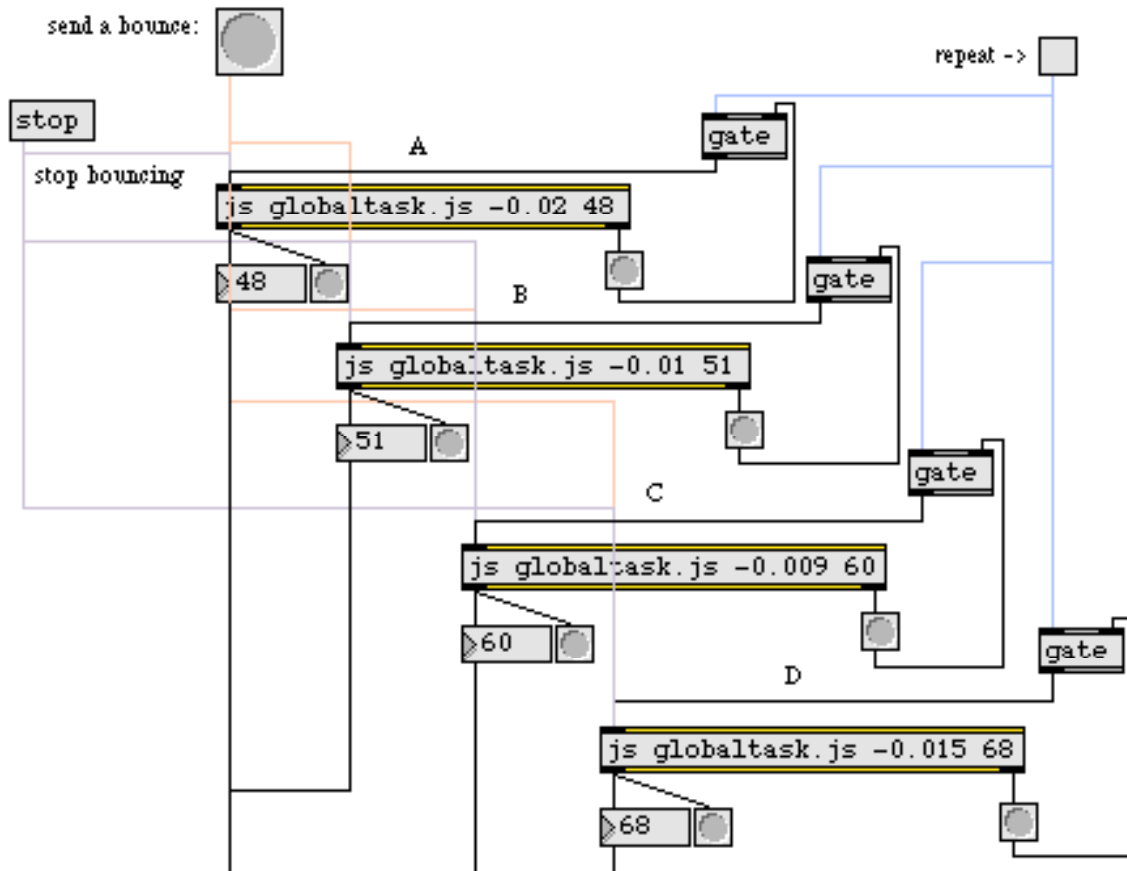 send a bounce:
repeat ->
stop
gate
A
stop bouncing
js globaltask.js -0.02 48
48
gate
B
js globaltask.js -0.01 51
51
gate
C
js globaltask.js -0.009 60
60
gate
D
js globaltask.js -0.015 68
68